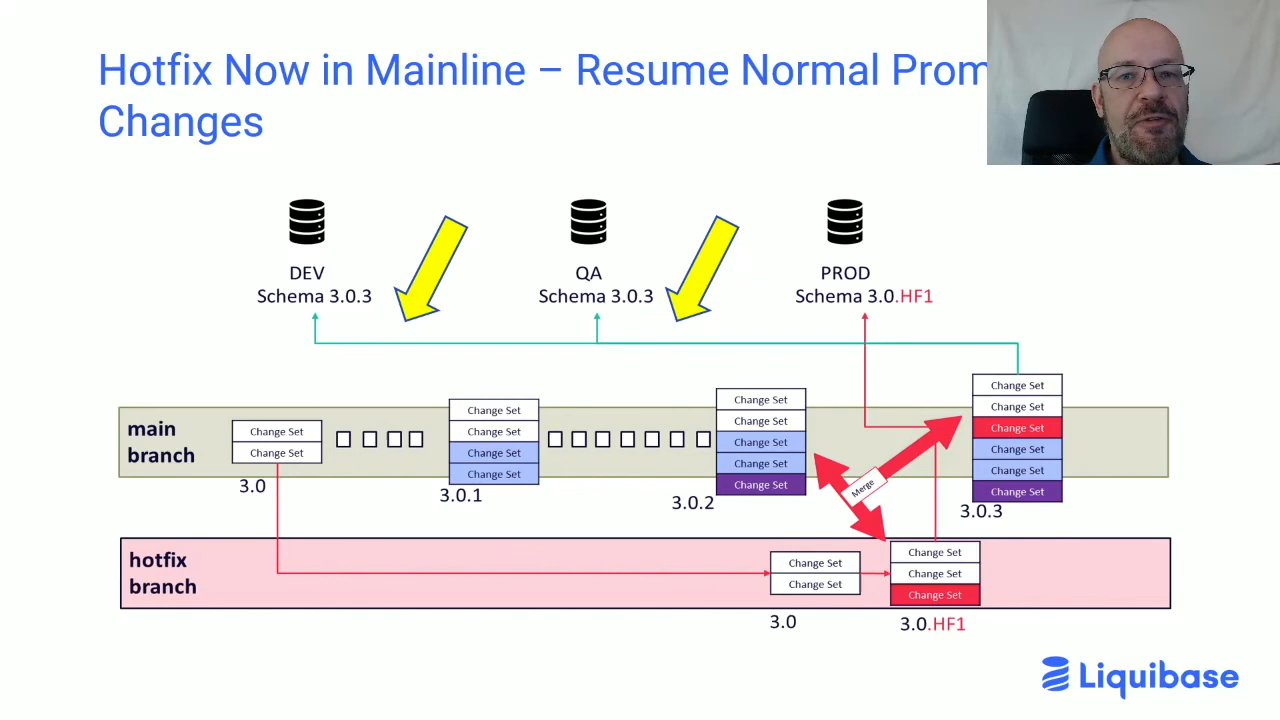 Hotfix Now in Mainline – Resume Normal Prom
Changes
DEV
Schema 3.0.3
QA
Schema 3.0.3
PROD
Schema 3.0.HF1
main
branch
Change Set
Change Set
3.0
Change Set
Change Set
Change Set
Change Set
3.0.1
Change Set
Change Set
Change Set
Change Set
Change Set
3.0.2
Merge
Change Set
Change Set
Change Set
Change Set
Change Set
Change Set
3.0.3
hotfix
branch
Change Set
Change Set
3.0
Change Set
Change Set
Change Set
3.0.HF1
Liquibase